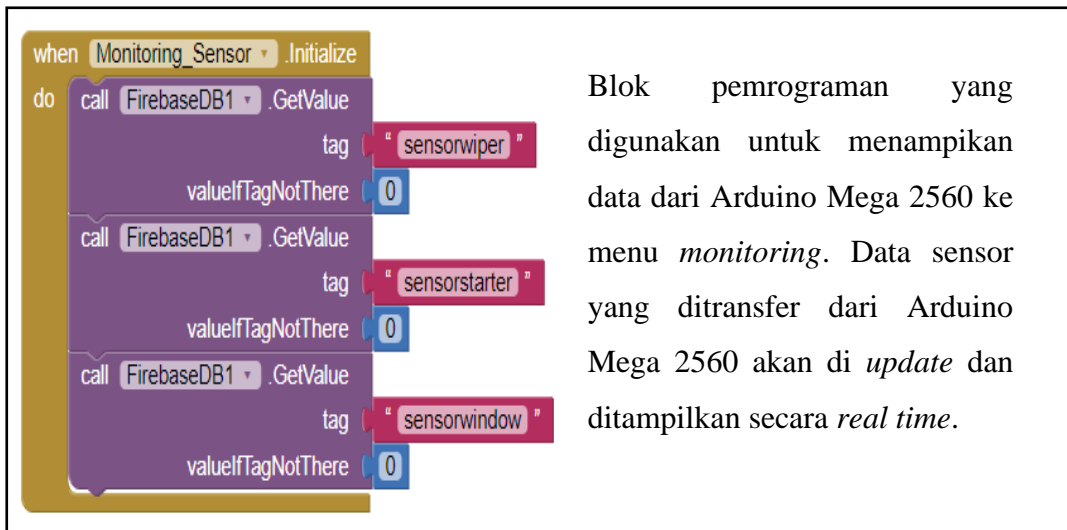 when Monitoring_Sensor .Initialize
do call FirebaseDB1 .GetValue
tag " sensorwiper "
valueIfTagNotThere 0
call FirebaseDB1 .GetValue
tag " sensorstarter "
valueIfTagNotThere 0
call FirebaseDB1 .GetValue
tag " sensorwindow "
valueIfTagNotThere 0
Blok pemrograman yang
digunakan untuk menampikan
data dari Arduino Mega 2560 ke
menu monitoring. Data sensor
yang ditransfer dari Arduino
Mega 2560 akan di update dan
ditampilkan secara real time.